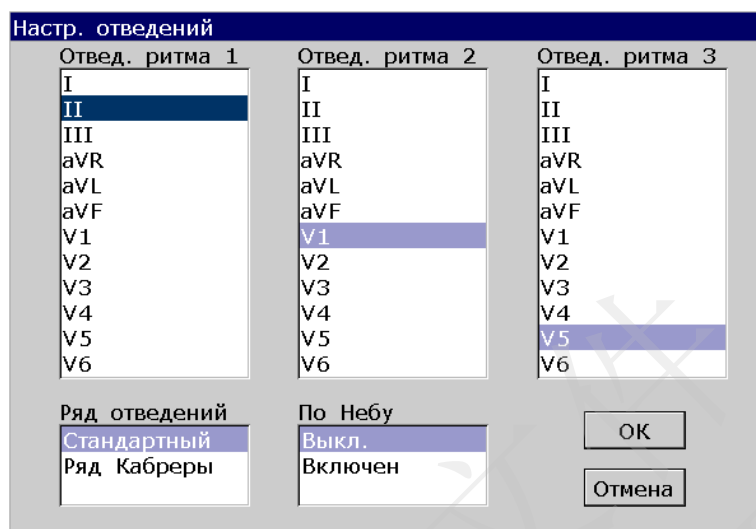 Настр. отведений
Отвед. ритма 1
I
II
III
aVR
aVL
aVF
V1
V2
V3
V4
V5
V6
Отвед. ритма 2
I
II
III
aVR
aVL
aVF
V1
V2
V3
V4
V5
V6
Отвед. ритма 3
I
II
III
aVR
aVL
aVF
V1
V2
V3
V4
V5
V6
Ряд отведений
Стандартный
Ряд Кабреры
По Небу
Выкл.
Включен
OK
Отмена